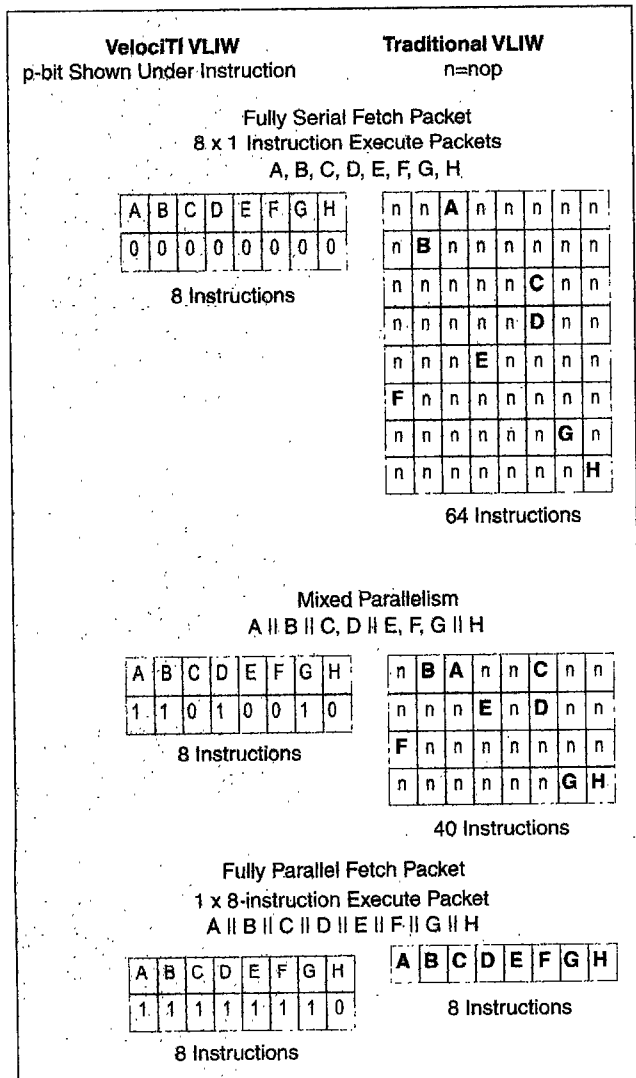 VelociTI VLIW
p-bit Shown Under Instruction
Traditional VLIW
n=nop
Fully Serial Fetch Packet
8 x 1 Instruction Execute Packets
A, B, C, D, E, F, G, H
A B C D E F G H
0 0 0 0 0 0 0 0
8 Instructions
n n A n n n n n
n B n n n n n n
n n n n n C n n
n n n n n D n n
n n n E n n n n
F n n n n n n n
n n n n n n G n
n n n n n n n H
64 Instructions
Mixed Parallelism
A || B || C, D || E, F, G || H
A B C D E F G H
1 1 0 1 0 0 1 0
8 Instructions
n B A n n C n n
n n n E n D n n
F n n n n n n n
n n n n n n G H
40 Instructions
Fully Parallel Fetch Packet
1 x 8-instruction Execute Packet
A || B || C || D || E || F || G || H
A B C D E F G H
1 1 1 1 1 1 1 0
8 Instructions
A B C D E F G H
8 Instructions